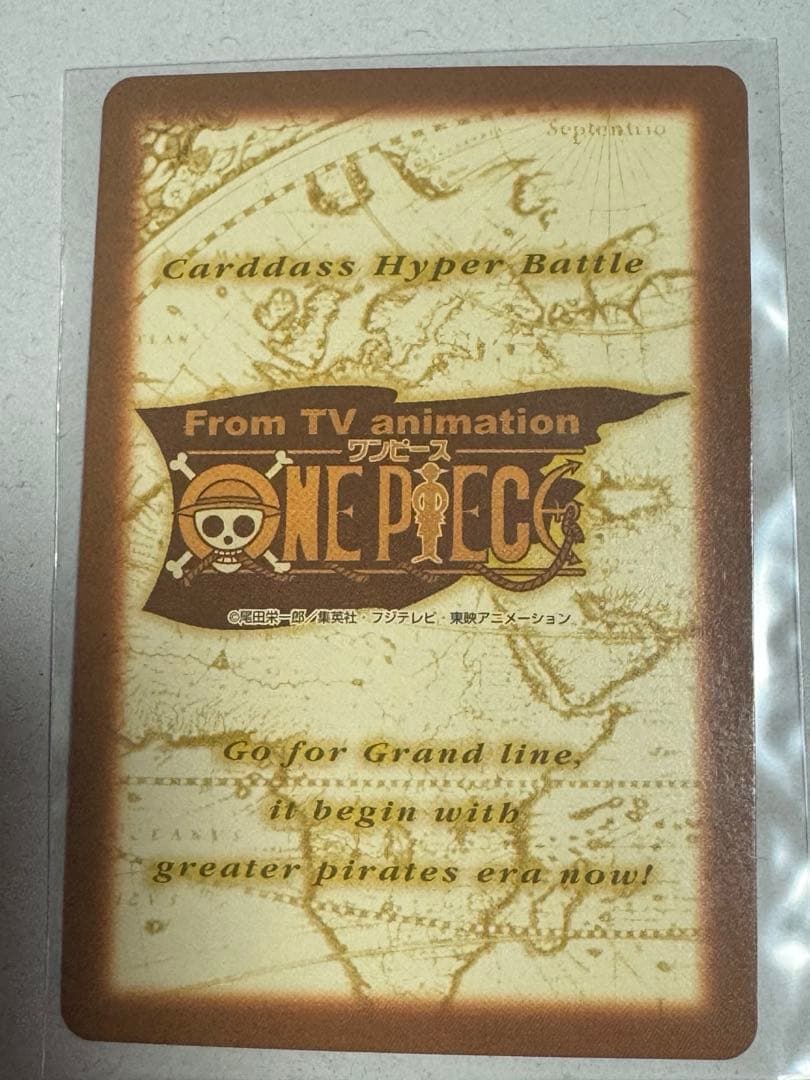 Septentrio
Carddass Hyper Battle
From TV animation
ワンピース
ONE PIECE
©尾田栄一郎/集英社・フジテレビ・東映アニメーション
Go for Grand line,
it begin with
greater pirates era now!